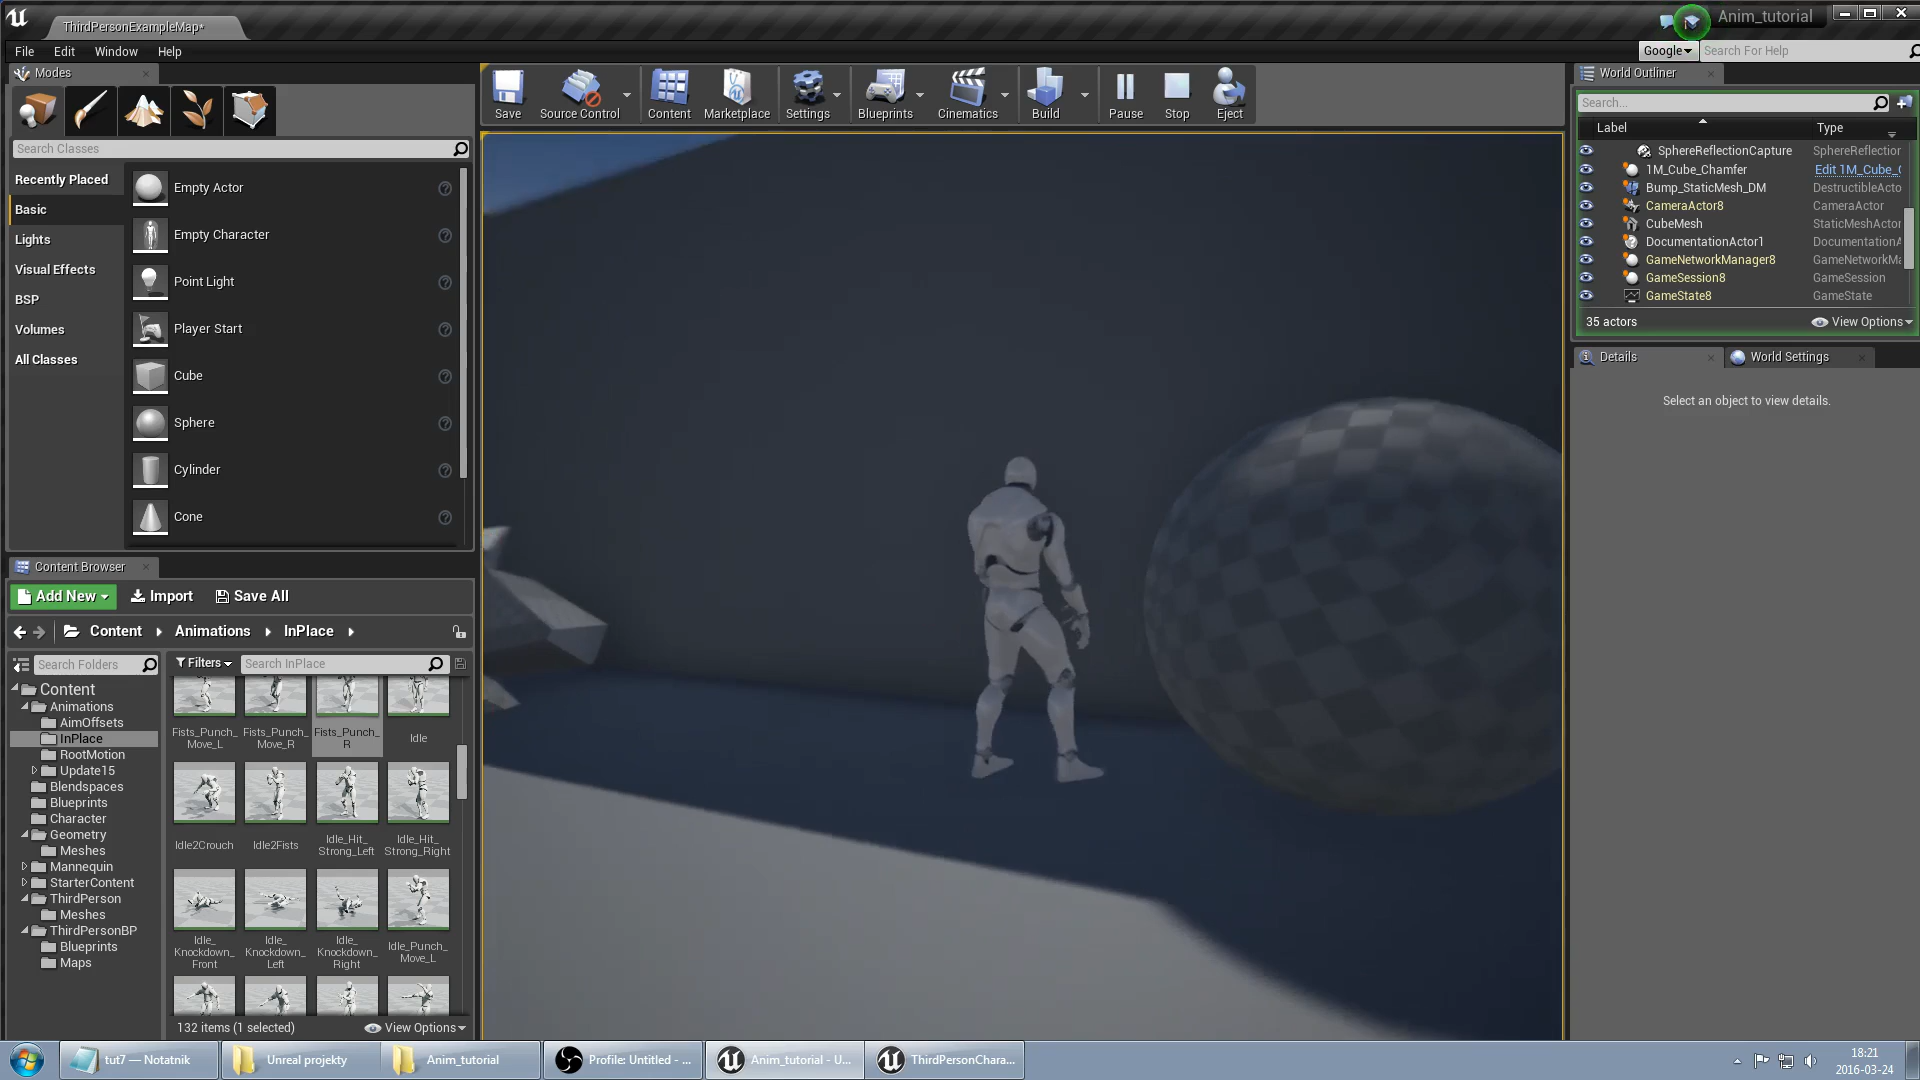 ThirdPersonExampleMap*
Anim_tutorial
File Edit Window Help
Google Search For Help
Modes
Search Classes
Recently Placed
Basic
Lights
Visual Effects
BSP
Volumes
All Classes
Empty Actor
Empty Character
Point Light
Player Start
Cube
Sphere
Cylinder
Cone
Save Source Control Content Marketplace Settings Blueprints Cinematics Build Pause Stop Eject
World Outliner
Search...
Label Type
SphereReflectionCapture SphereReflection
1M_Cube_Chamfer Edit 1M_Cube_C
Bump_StaticMesh_DM DestructibleActo
CameraActor8 CameraActor
CubeMesh StaticMeshActor
DocumentationActor1 DocumentationA
GameNetworkManager8 GameNetworkMa
GameSession8 GameSession
GameState8 GameState
35 actors View Options
Details World Settings
Select an object to view details.
Content Browser
Add New Import Save All
Content Animations InPlace
Search Folders
Filters Search InPlace
Content
Animations
AimOffsets
InPlace
RootMotion
Update15
Blendspaces
Blueprints
Character
Geometry
Meshes
Mannequin
StarterContent
ThirdPerson
Meshes
ThirdPersonBP
Blueprints
Maps
Fists_Punch_ Fists_Punch_ Fists_Punch_ Idle
Move_L Move_R R
Idle2Crouch Idle2Fists Idle_Hit_ Idle_Hit_
Strong_Left Strong_Right
Idle_ Idle_ Idle_ Idle_Punch_
Knockdown_ Knockdown_ Knockdown_ Move_L
Front Left Right
132 items (1 selected) View Options
tut7 — Notatnik Unreal projekty Anim_tutorial Profile: Untitled - ... Anim_tutorial - U... ThirdPersonChara...
18:21
2016-03-24